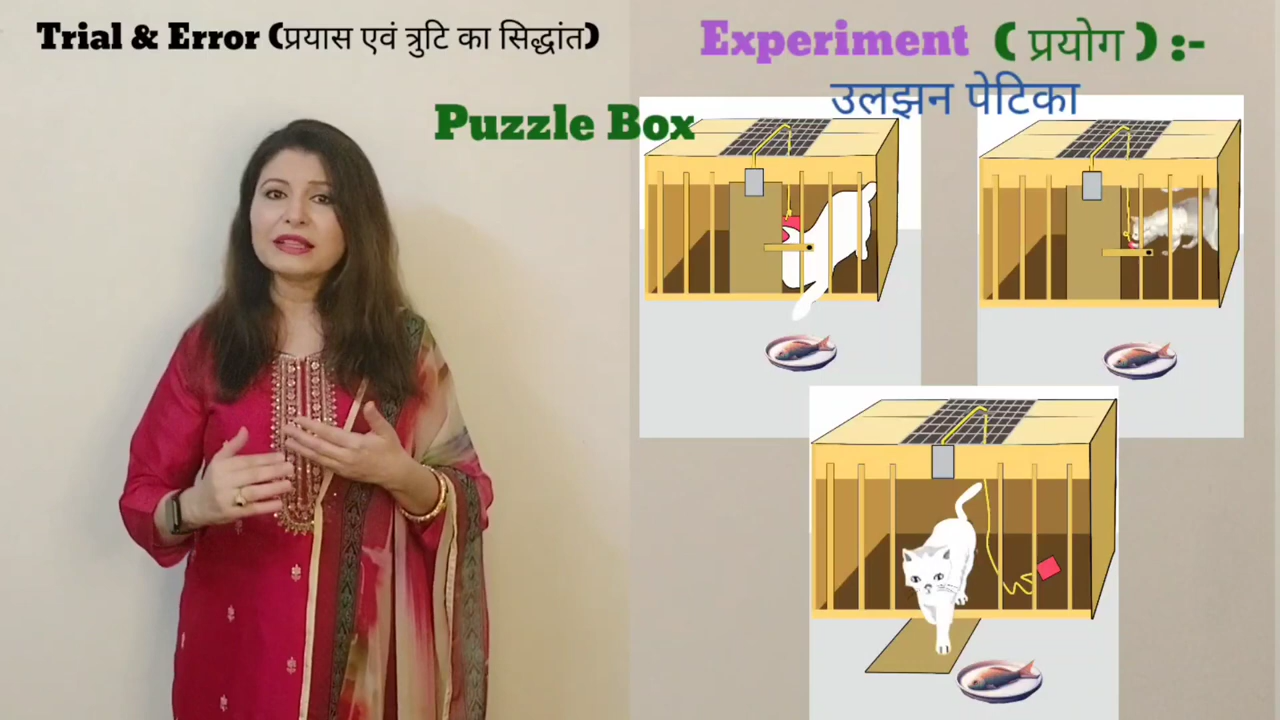 Trial & Error (प्रयास एवं त्रुटि का सिद्धांत)
Experiment ( प्रयोग ) :-
उलझन पेटिका
Puzzle Box